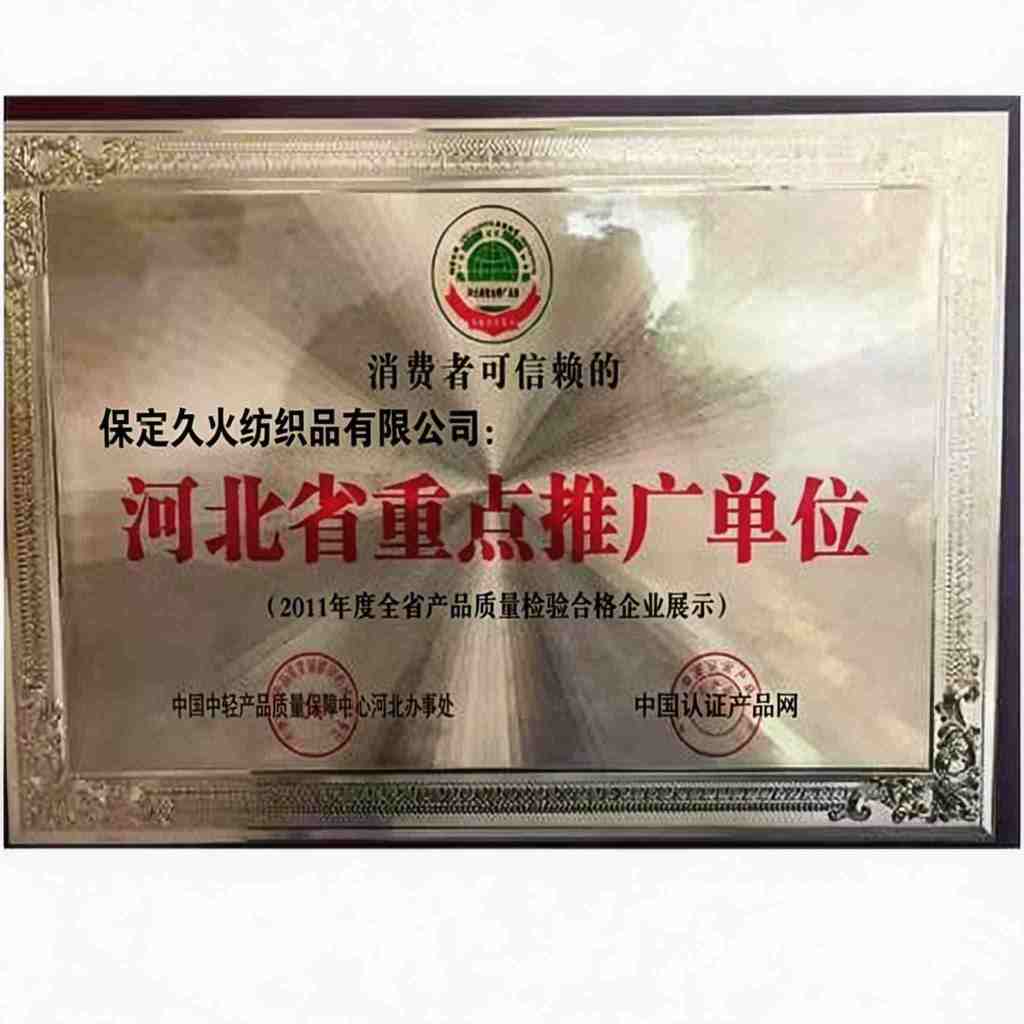 消费者可信赖的
保定久火纺织品有限公司：
河北省重点推广单位
（2011年度全省产品质量检验合格企业展示）
中国中轻产品质量保障中心河北办事处
中国认证产品网